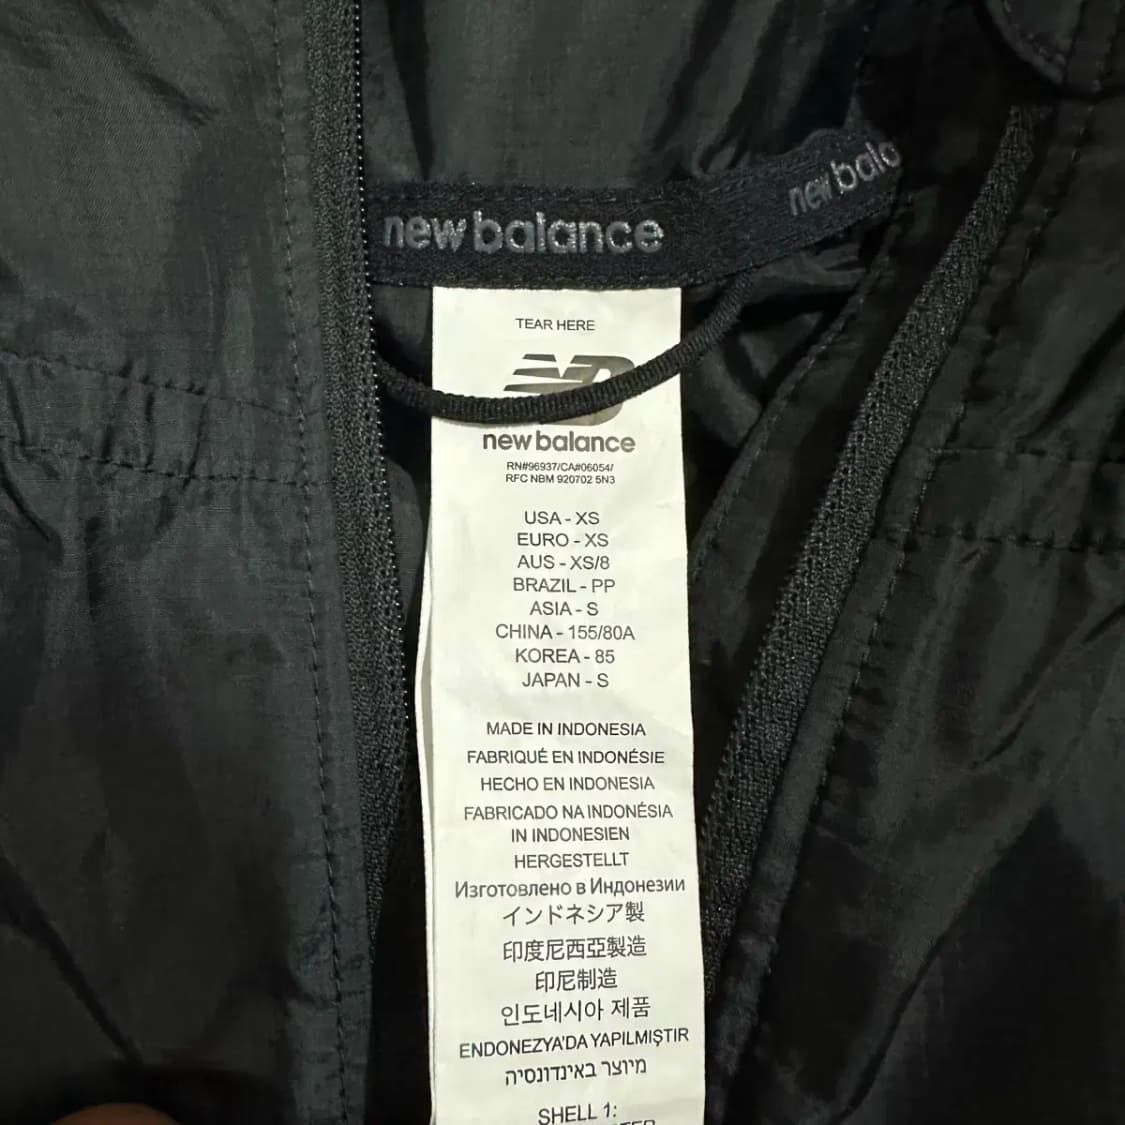 new balance
new balance
TEAR HERE
new balance
RN#96937/CA#06054/
RFC NBM 920702 5N3
USA - XS
EURO - XS
AUS - XS/8
BRAZIL - PP
ASIA - S
CHINA - 155/80A
KOREA - 85
JAPAN - S
MADE IN INDONESIA
FABRIQUÉ EN INDONÉSIE
HECHO EN INDONESIA
FABRICADO NA INDONÉSIA
IN INDONESIEN
HERGESTELLT
Изготовлено в Индонезии
インドネシア製
印度尼西亞製造
印尼制造
인도네시아 제품
ENDONEZYA'DA YAPILMIŞTIR
מיוצר באינדונסיה
SHELL 1: